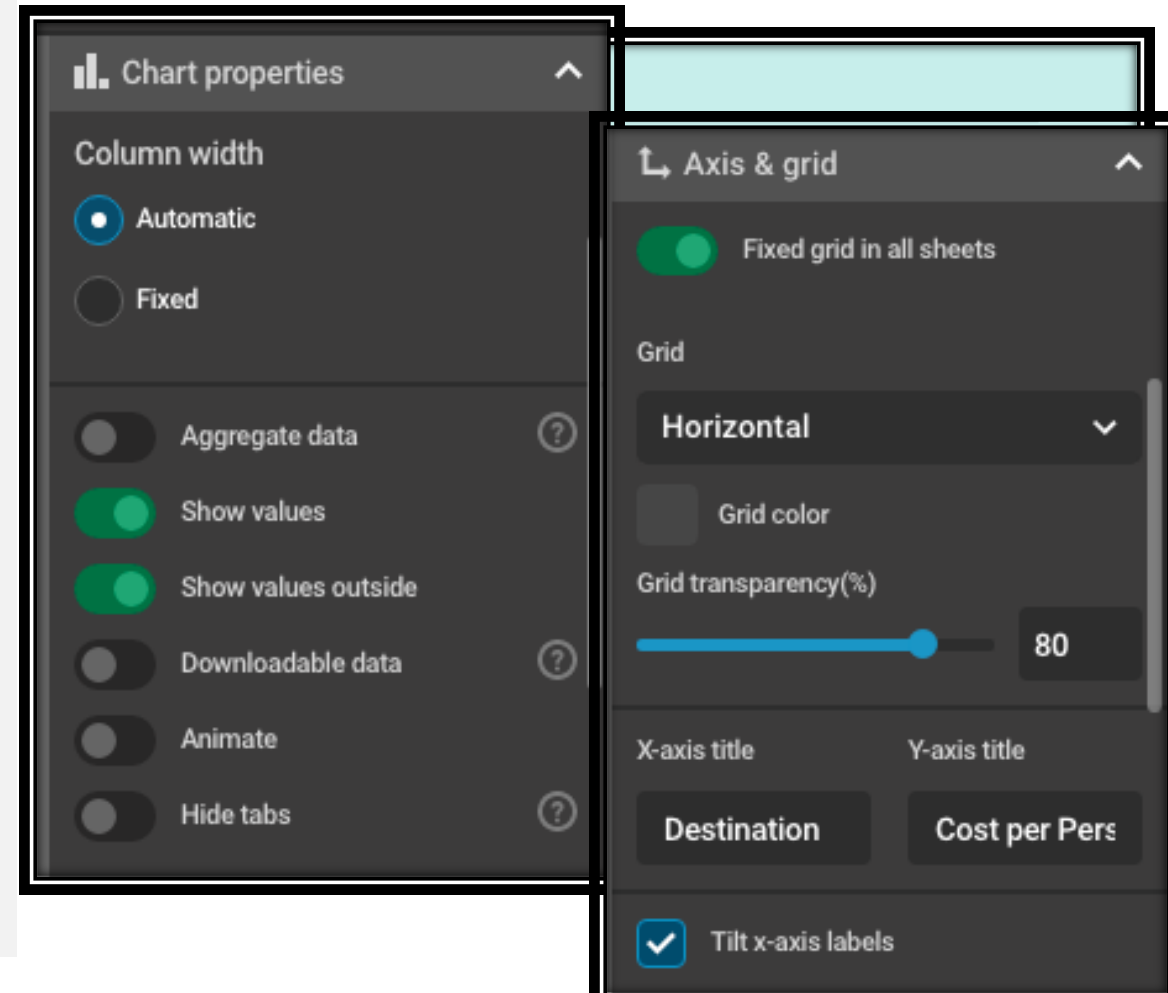 Chart properties
Column width
Automatic
Fixed
Aggregate data ?
Show values
Show values outside
Downloadable data ?
Animate
Hide tabs ?
Axis & grid
Fixed grid in all sheets
Grid
Horizontal
Grid color
Grid transparency(%)
80
X-axis title Y-axis title
Destination Cost per Pers
Tilt x-axis labels